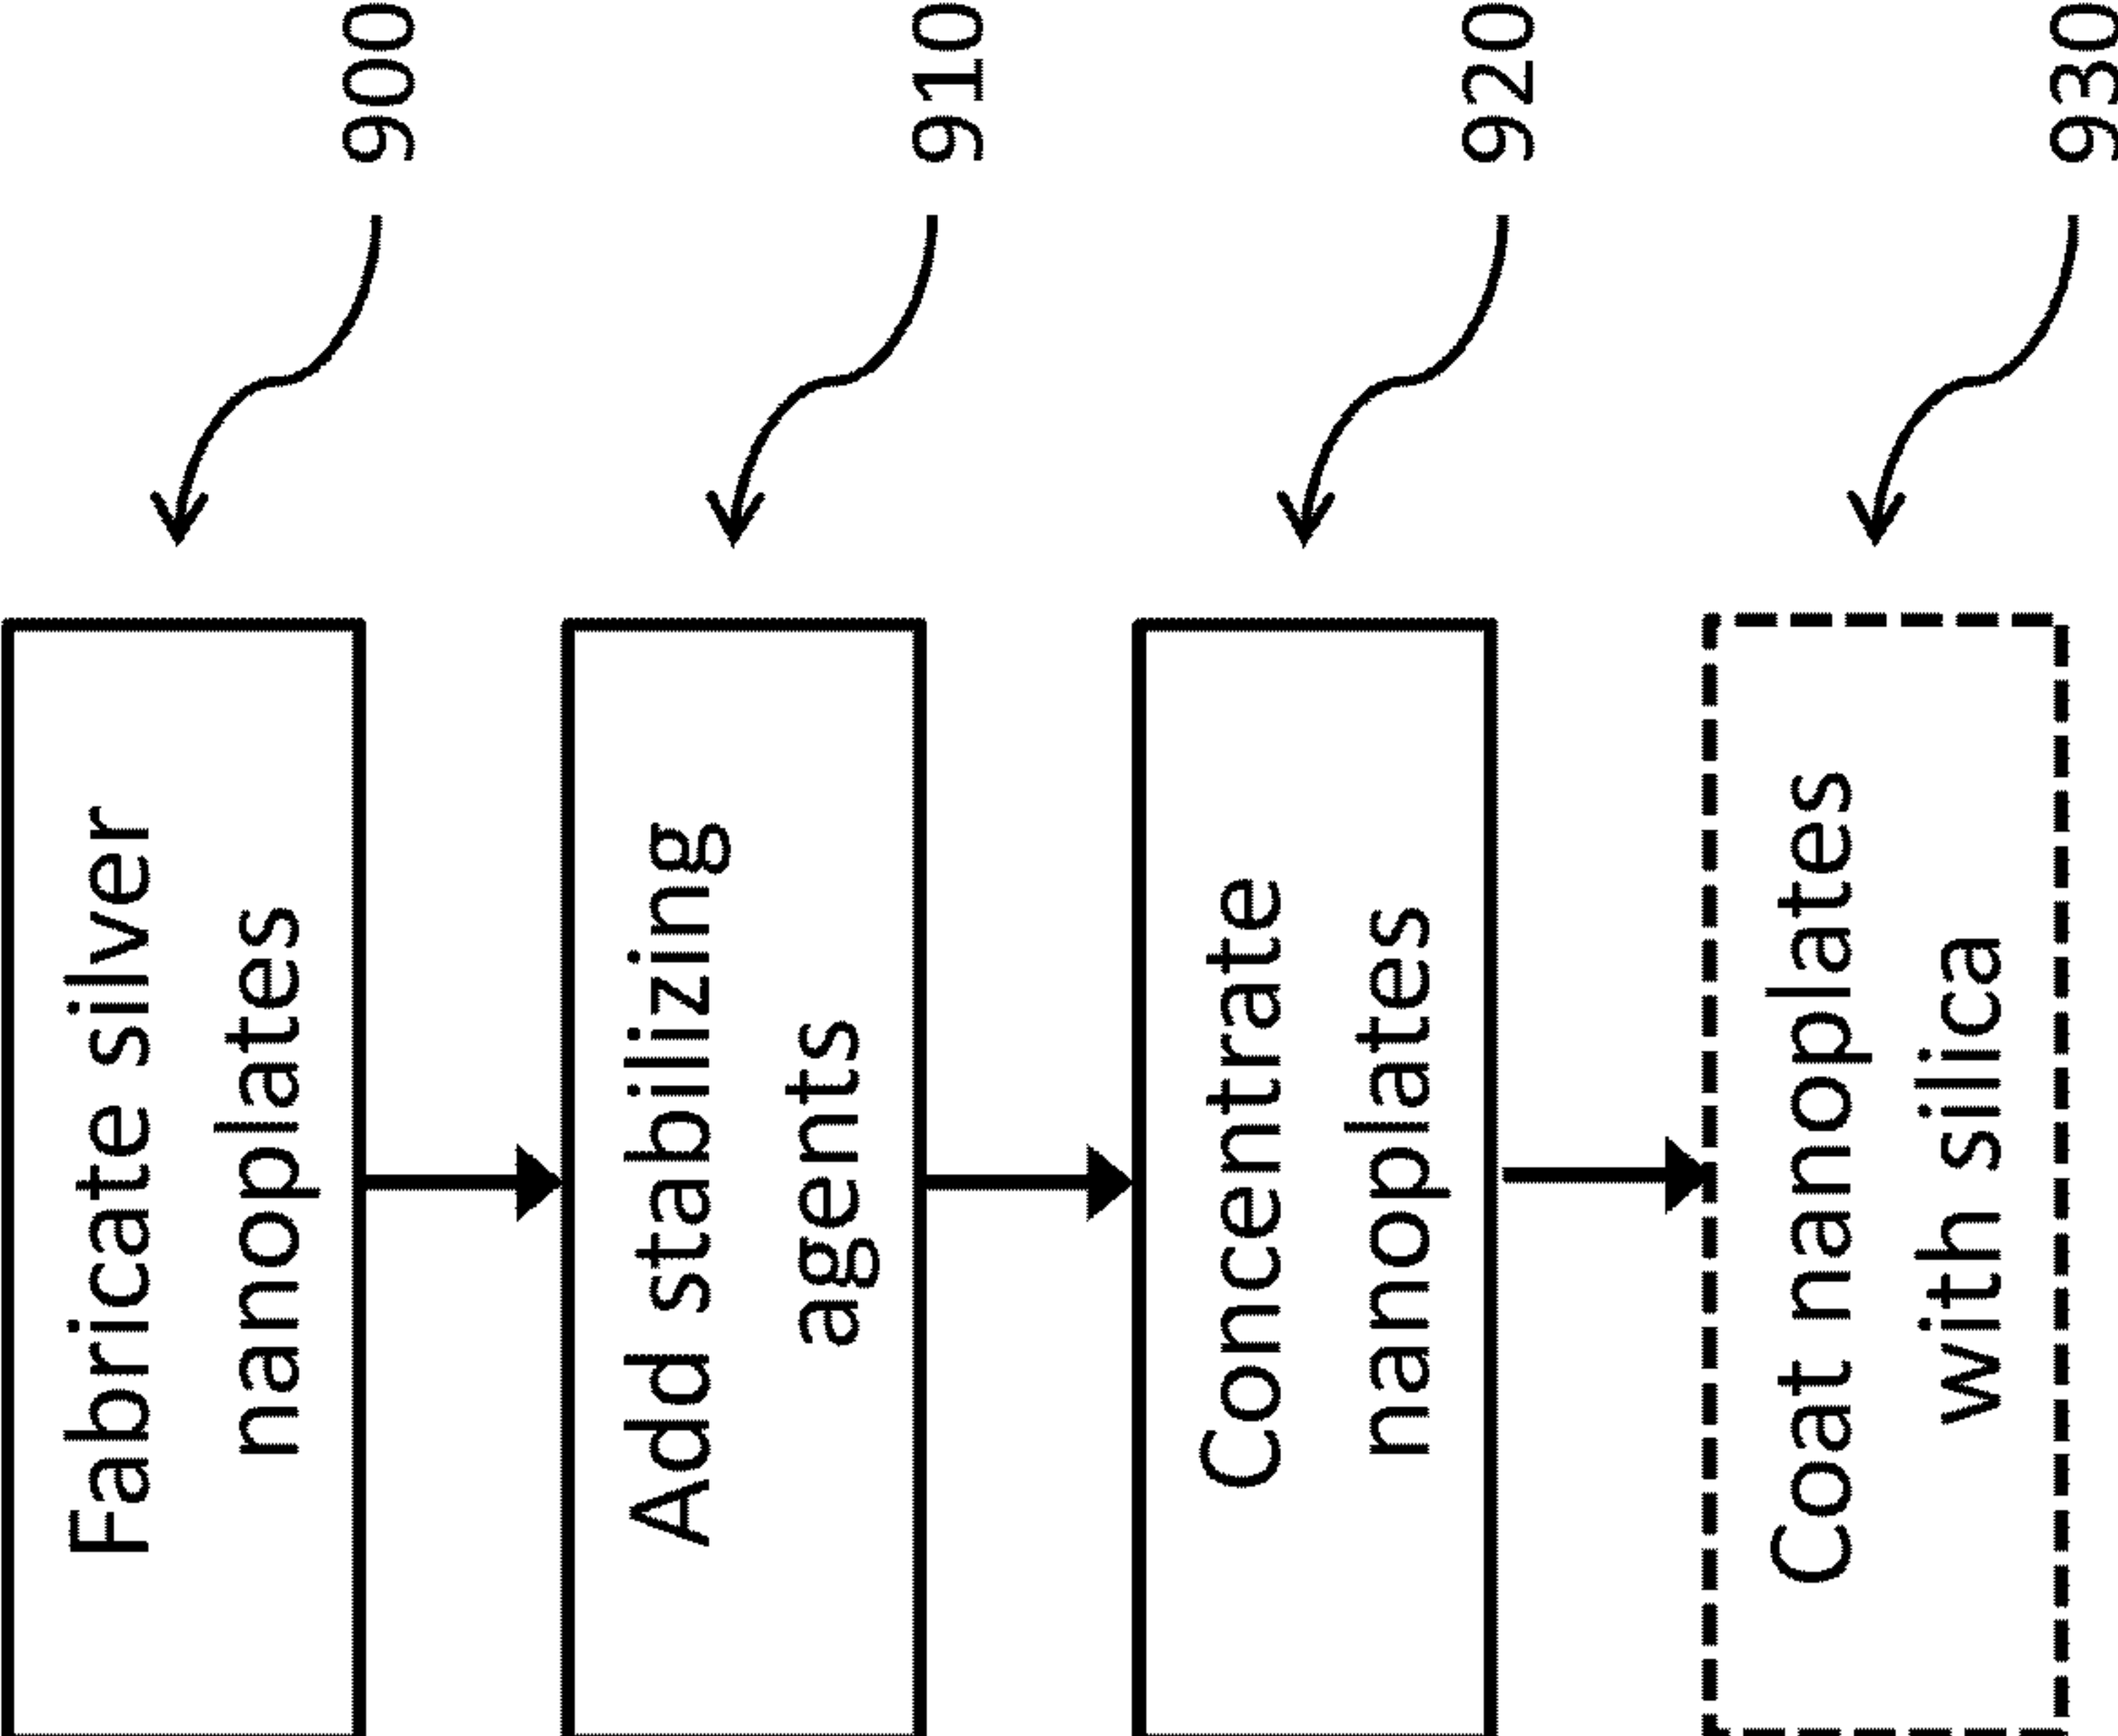 Fabricate silver
nanoplates
900
Add stabilizing
agents
910
Concentrate
nanoplates
920
Coat nanoplates
with silica
930